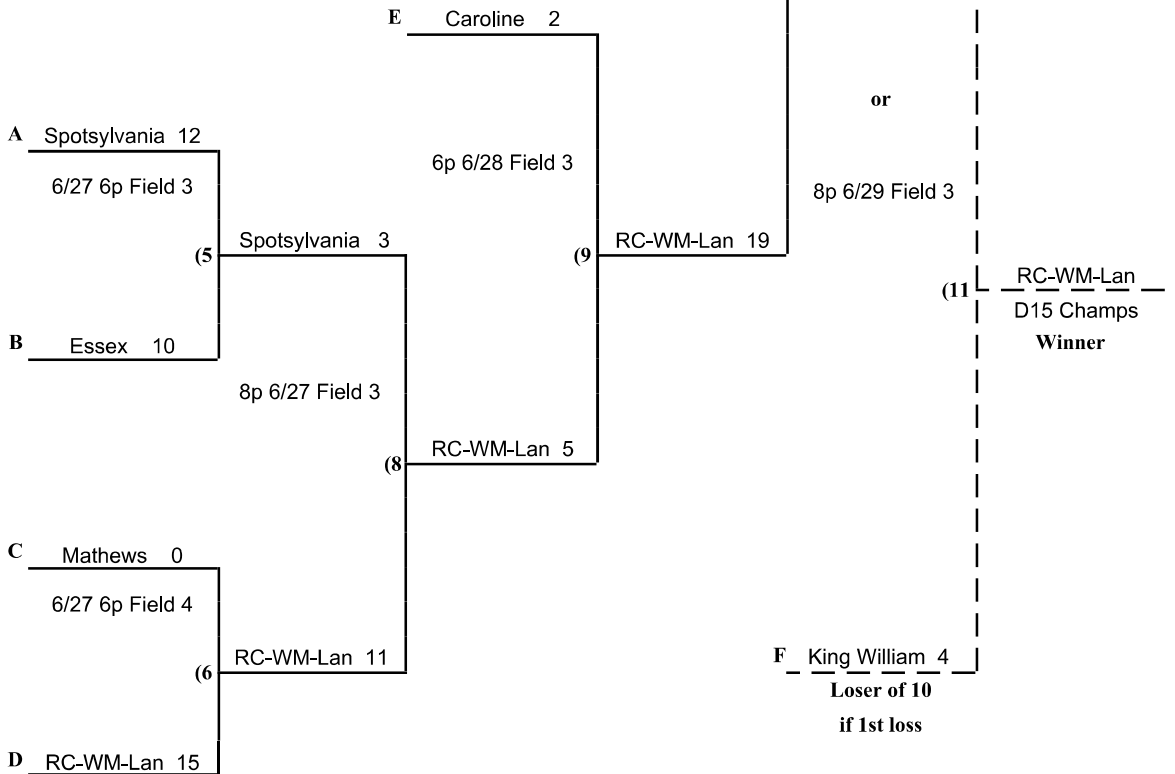 E Caroline 2
or
A Spotsylvania 12
6p 6/28 Field 3
6/27 6p Field 3
8p 6/29 Field 3
(5 Spotsylvania 3
(9 RC-WM-Lan 19
(11 RC-WM-Lan
D15 Champs
Winner
B Essex 10
8p 6/27 Field 3
(8 RC-WM-Lan 5
C Mathews 0
6/27 6p Field 4
(6 RC-WM-Lan 11
F King William 4
Loser of 10
if 1st loss
D RC-WM-Lan 15